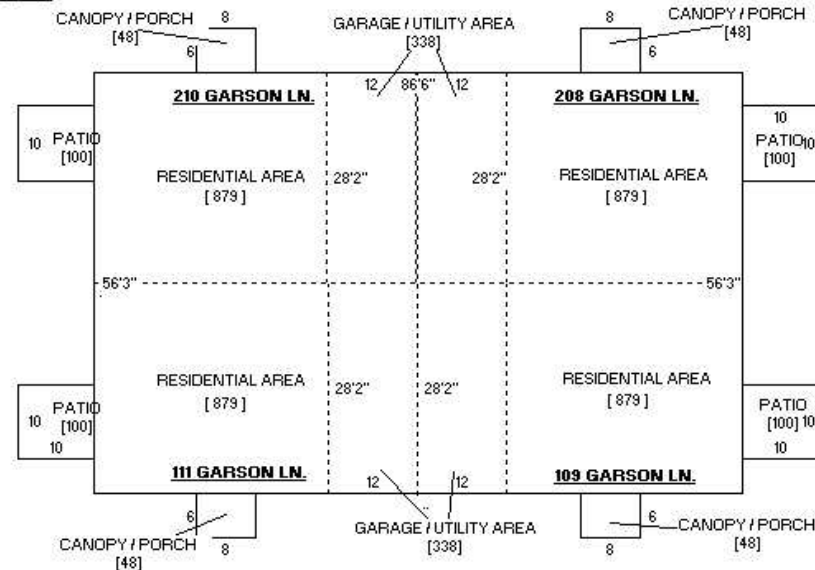 CANOPY / PORCH
[48]
8
6
GARAGE / UTILITY AREA
[338]
8
6
CANOPY / PORCH
[48]
12
86'6"
12
210 GARSON LN.
208 GARSON LN.
10
PATIO
[100]
10
PATIO
10
[100]
RESIDENTIAL AREA
[ 879 ]
28'2"
28'2"
RESIDENTIAL AREA
[ 879 ]
56'3"
56'3"
RESIDENTIAL AREA
[ 879 ]
28'2"
28'2"
RESIDENTIAL AREA
[ 879 ]
10
PATIO
[100]
10
PATIO
[100]
10
10
111 GARSON LN.
109 GARSON LN.
12
12
6
8
CANOPY / PORCH
[48]
GARAGE / UTILITY AREA
[338]
6
8
CANOPY / PORCH
[48]